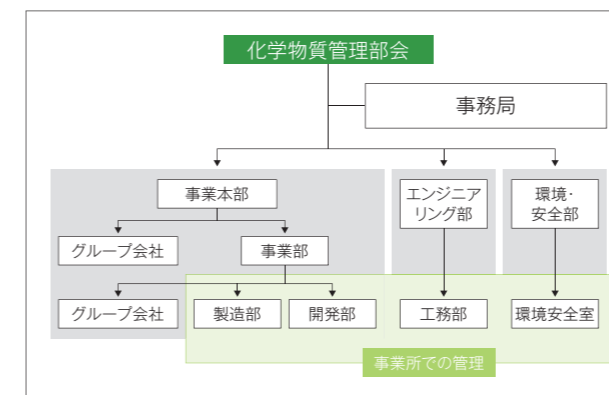 化学物質管理部会
事務局
事業本部
エンジニア
リング部
環境・
安全部
グループ会社
事業部
グループ会社
製造部
開発部
工務部
環境安全室
事業所での管理